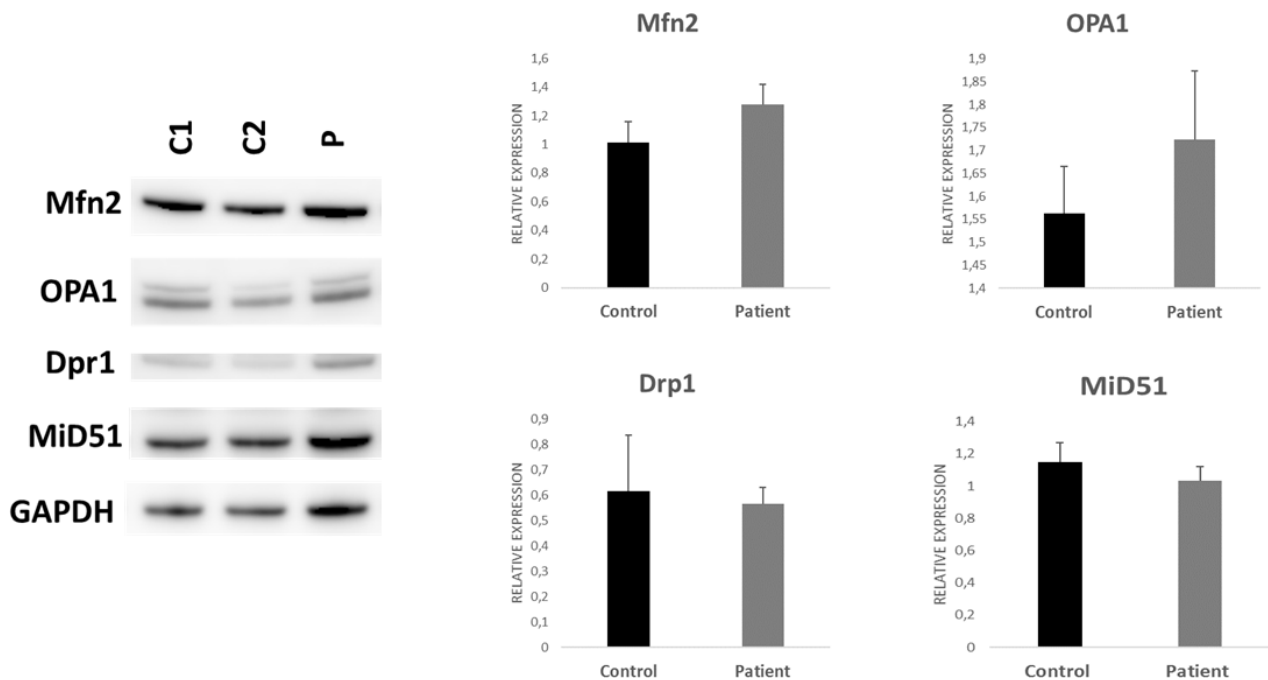 C1 C2 P
Mfn2
OPA1
Dpr1
MiD51
GAPDH
Mfn2
RELATIVE EXPRESSION
1,6
1,4
1,2
1
0,8
0,6
0,4
0,2
0
Control Patient
OPA1
RELATIVE EXPRESSION
1,9
1,85
1,8
1,75
1,7
1,65
1,6
1,55
1,5
1,45
1,4
Control Patient
Drp1
RELATIVE EXPRESSION
0,9
0,8
0,7
0,6
0,5
0,4
0,3
0,2
0,1
0
Control Patient
MiD51
RELATIVE EXPRESSION
1,4
1,2
1
0,8
0,6
0,4
0,2
0
Control Patient